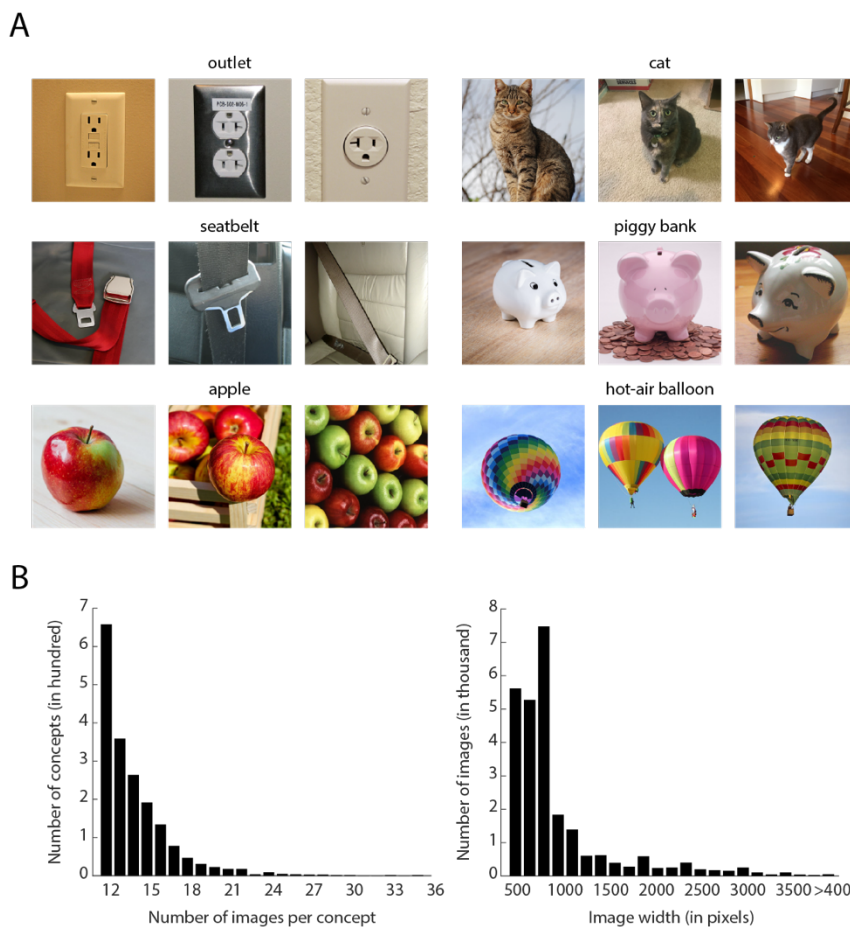 A
outlet
cat
seatbelt
piggy bank
apple
hot-air balloon
B
7
6
5
4
3
2
1
0
Number of concepts (in hundred)
12 15 18 21 24 27 30 33 36
Number of images per concept
8
7
6
5
4
3
2
1
0
Number of images (in thousand)
500 1000 1500 2000 2500 3000 3500 >400
Image width (in pixels)